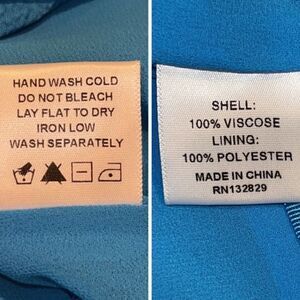 HAND WASH COLD
DO NOT BLEACH
LAY FLAT TO DRY
IRON LOW
WASH SEPARATELY
SHELL:
100% VISCOSE
LINING:
100% POLYESTER
MADE IN CHINA
RN132829